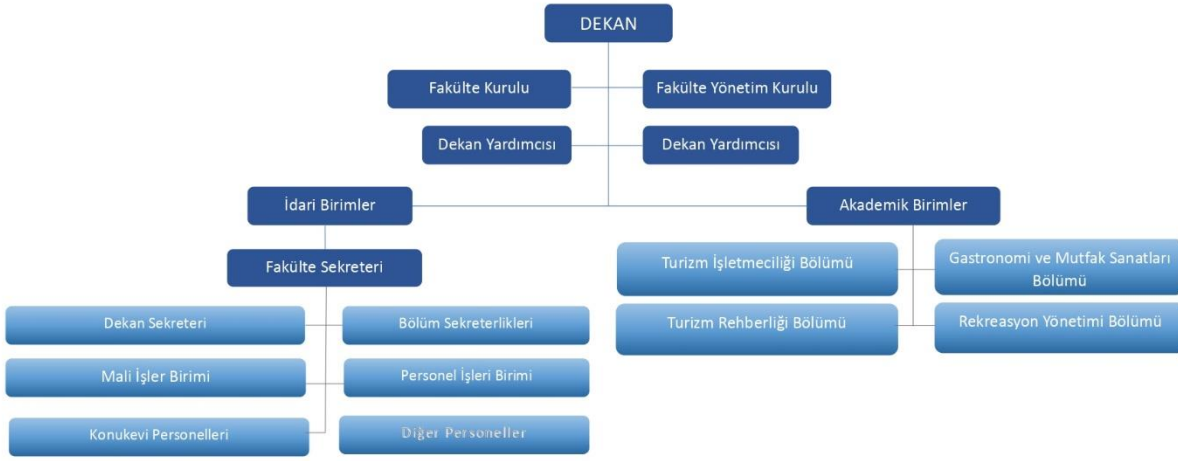 DEKAN
Fakülte Kurulu
Fakülte Yönetim Kurulu
Dekan Yardımcısı
Dekan Yardımcısı
İdari Birimler
Akademik Birimler
Fakülte Sekreteri
Turizm İşletmeciliği Bölümü
Gastronomi ve Mutfak Sanatları
Bölümü
Dekan Sekreteri
Bölüm Sekreterlikleri
Turizm Rehberliği Bölümü
Rekreasyon Yönetimi Bölümü
Mali İşler Birimi
Personel İşleri Birimi
Konukevi Personelleri
Diğer Personeller